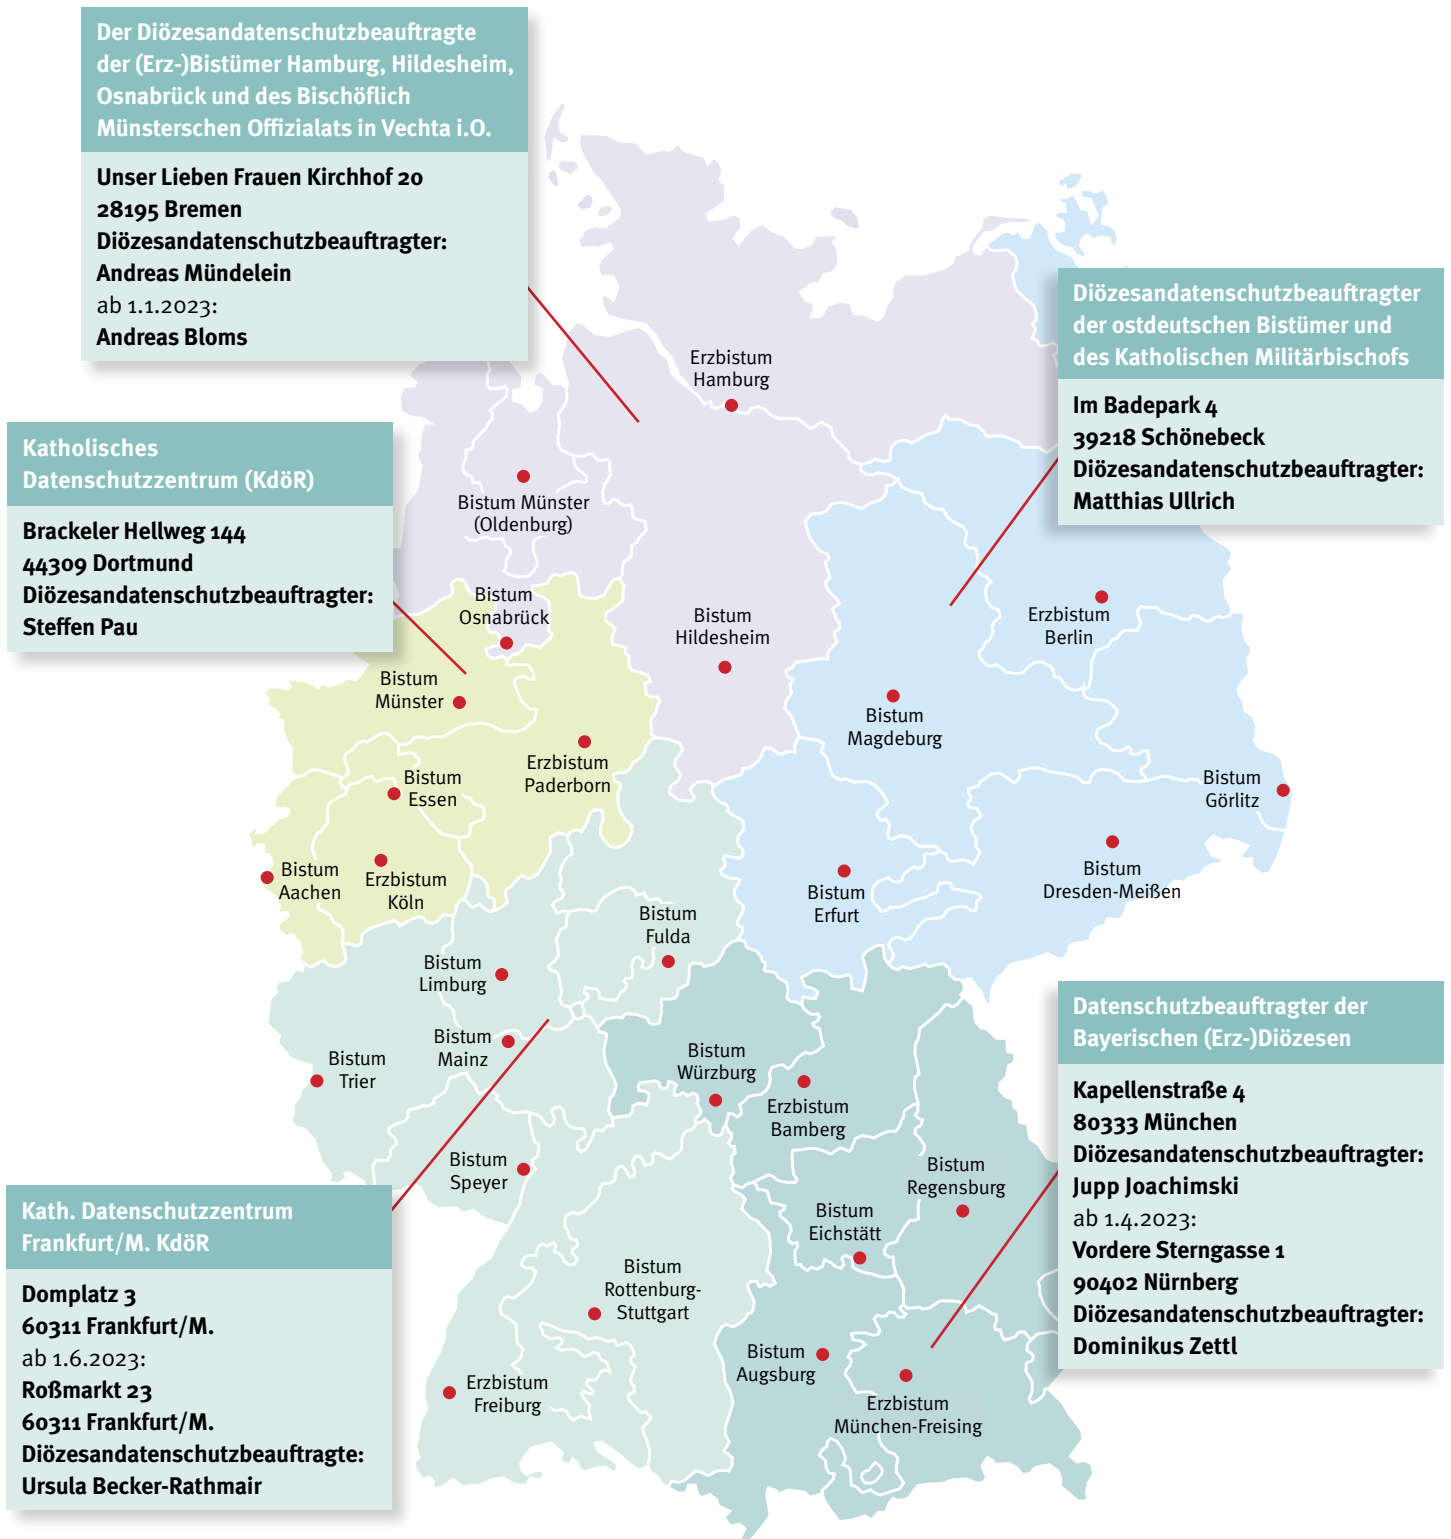 Der Diözesandatenschutzbeauftragte
der (Erz-)Bistümer Hamburg, Hildesheim,
Osnabrück und des Bischöflich
Münsterschen Offizialats in Vechta i.O.
Unser Lieben Frauen Kirchhof 20
28195 Bremen
Diözesandatenschutzbeauftragter:
Andreas Mündelein
ab 1.1.2023:
Andreas Bloms
Diözesandatenschutzbeauftragter
der ostdeutschen Bistümer und
des Katholischen Militärbischofs
Im Badepark 4
39218 Schönebeck
Diözesandatenschutzbeauftragter:
Matthias Ullrich
Katholisches
Datenschutzzentrum (KdöR)
Brackeler Hellweg 144
44309 Dortmund
Diözesandatenschutzbeauftragter:
Steffen Pau
Erzbistum
Hamburg
Bistum Münster
(Oldenburg)
Bistum
Osnabrück
Bistum
Hildesheim
Erzbistum
Berlin
Bistum
Münster
Bistum
Magdeburg
Erzbistum
Paderborn
Bistum
Essen
Bistum
Görlitz
Bistum
Aachen
Erzbistum
Köln
Bistum
Erfurt
Bistum
Dresden-Meißen
Bistum
Fulda
Bistum
Limburg
Bistum
Mainz
Bistum
Trier
Bistum
Würzburg
Erzbistum
Bamberg
Bistum
Speyer
Bistum
Regensburg
Bistum
Eichstätt
Bistum
Rottenburg-
Stuttgart
Bistum
Augsburg
Erzbistum
Freiburg
Erzbistum
München-Freising
Datenschutzbeauftragter der
Bayerischen (Erz-)Diözesen
Kapellenstraße 4
80333 München
Diözesandatenschutzbeauftragter:
Jupp Joachimski
ab 1.4.2023:
Vordere Sterngasse 1
90402 Nürnberg
Diözesandatenschutzbeauftragter:
Dominikus Zettl
Kath. Datenschutzzentrum
Frankfurt/M. KdöR
Domplatz 3
60311 Frankfurt/M.
ab 1.6.2023:
Roßmarkt 23
60311 Frankfurt/M.
Diözesandatenschutzbeauftragte:
Ursula Becker-Rathmair